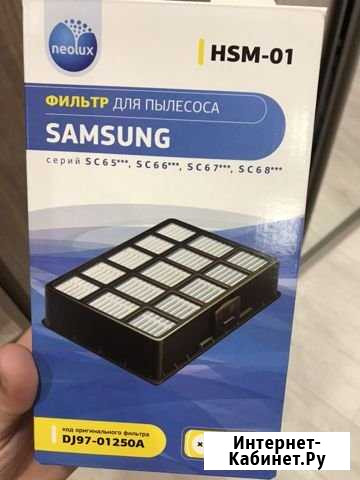 neolux
HSM-01
ФИЛЬТР ДЛЯ ПЫЛЕСОСА
SAMSUNG
серий SC65***, SC66***, SC67***, SC68***
код оригинального фильтра
DJ97-01250A
Интернет-
Кабинет.Ру